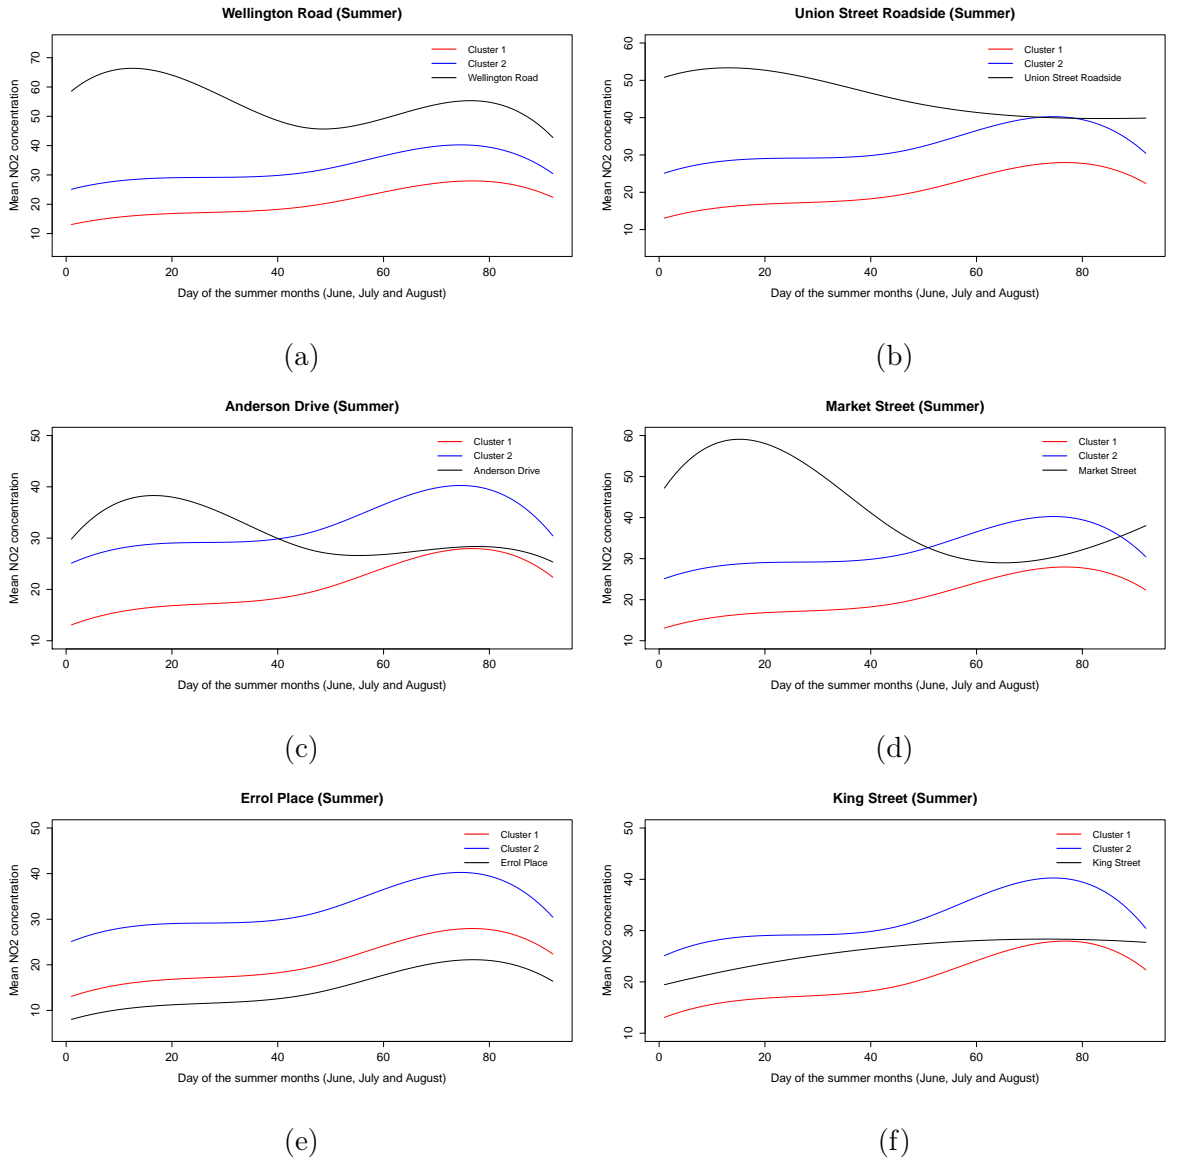 Wellington Road (Summer)
Mean NO2 concentration
70
60
50
40
30
20
10
Cluster 1
Cluster 2
Wellington Road
0 20 40 60 80
Day of the summer months (June, July and August)
(a)
Union Street Roadside (Summer)
Mean NO2 concentration
60
50
40
30
20
10
Cluster 1
Cluster 2
Union Street Roadside
0 20 40 60 80
Day of the summer months (June, July and August)
(b)
Anderson Drive (Summer)
Mean NO2 concentration
50
40
30
20
10
Cluster 1
Cluster 2
Anderson Drive
0 20 40 60 80
Day of the summer months (June, July and August)
(c)
Market Street (Summer)
Mean NO2 concentration
60
50
40
30
20
10
Cluster 1
Cluster 2
Market Street
0 20 40 60 80
Day of the summer months (June, July and August)
(d)
Errol Place (Summer)
Mean NO2 concentration
50
40
30
20
10
Cluster 1
Cluster 2
Errol Place
0 20 40 60 80
Day of the summer months (June, July and August)
(e)
King Street (Summer)
Mean NO2 concentration
50
40
30
20
10
Cluster 1
Cluster 2
King Street
0 20 40 60 80
Day of the summer months (June, July and August)
(f)